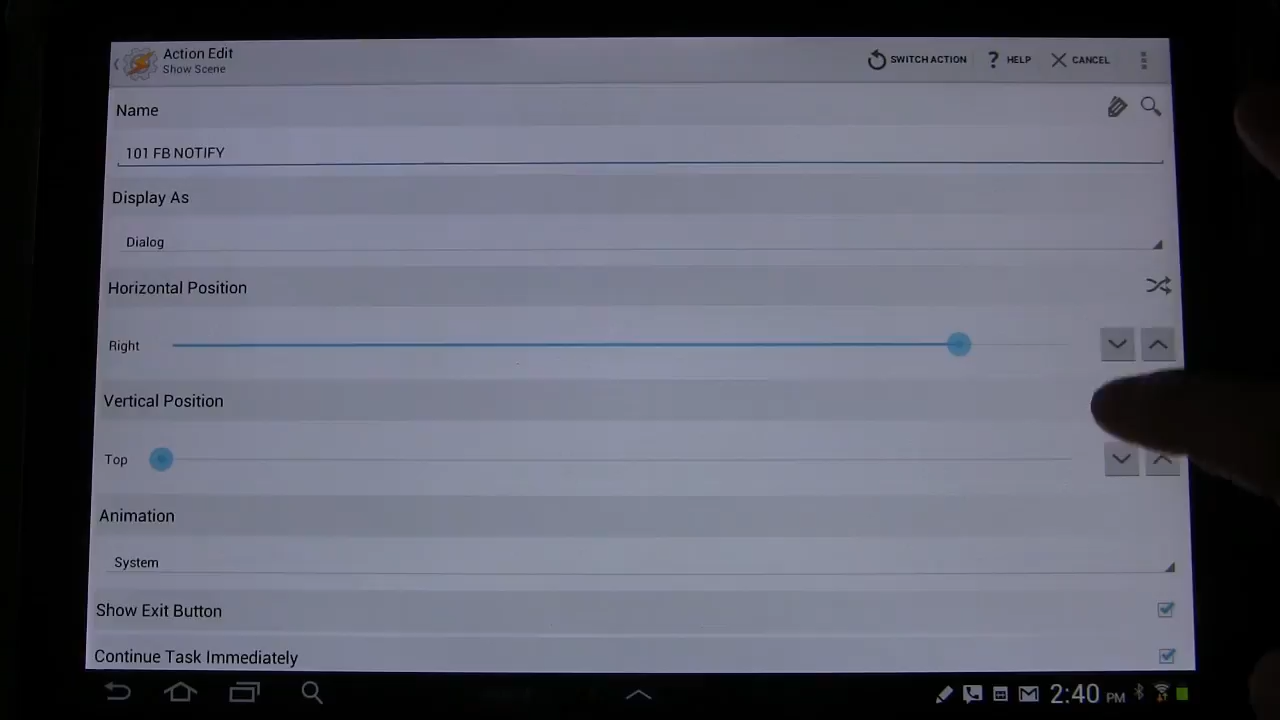 Action Edit
Show Scene
SWITCH ACTION
? HELP
CANCEL
Name
101 FB NOTIFY
Display As
Dialog
Horizontal Position
Right
Vertical Position
Top
Animation
System
Show Exit Button
Continue Task Immediately
2:40 PM